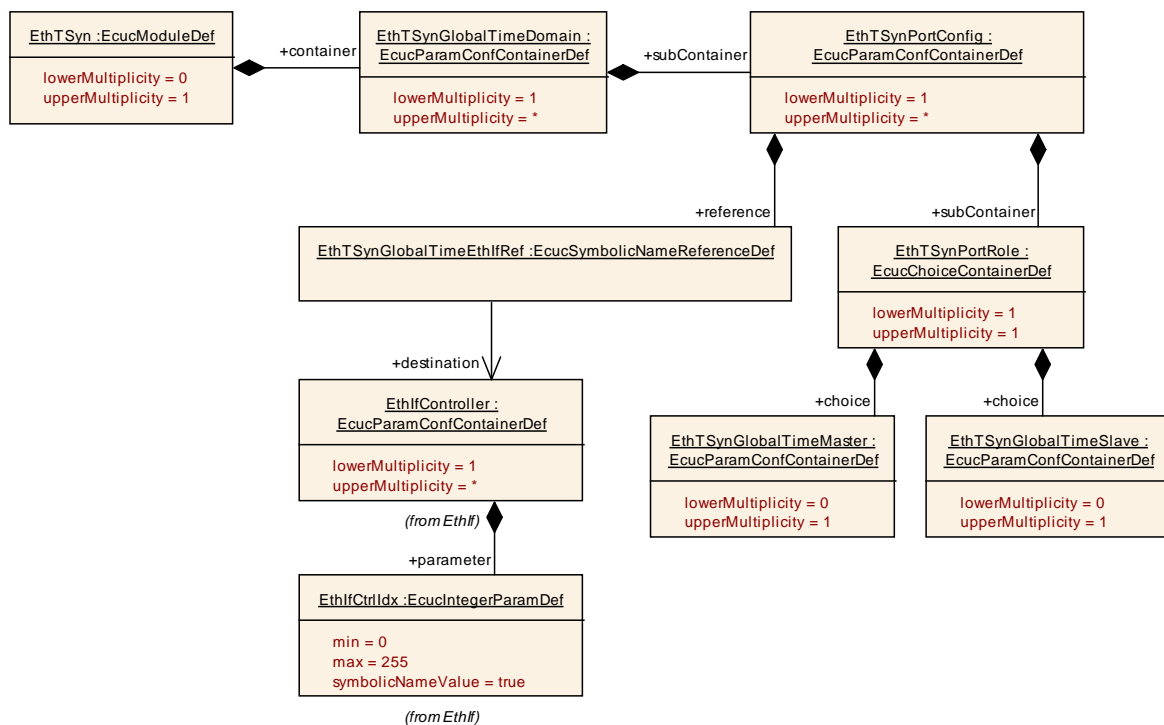 EthTSyn :EcucModuleDef
lowerMultiplicity = 0
upperMultiplicity = 1
+container
EthTSynGlobalTimeDomain :
EcucParamConfContainerDef
lowerMultiplicity = 1
upperMultiplicity = *
+subContainer
EthTSynPortConfig :
EcucParamConfContainerDef
lowerMultiplicity = 1
upperMultiplicity = *
+reference
+subContainer
EthTSynGlobalTimeEthIfRef :EcucSymbolicNameReferenceDef
EthTSynPortRole :
EcucChoiceContainerDef
lowerMultiplicity = 1
upperMultiplicity = 1
+destination
EthIfController :
EcucParamConfContainerDef
lowerMultiplicity = 1
upperMultiplicity = *
(from EthIf)
+choice
+choice
EthTSynGlobalTimeMaster :
EcucParamConfContainerDef
lowerMultiplicity = 0
upperMultiplicity = 1
EthTSynGlobalTimeSlave :
EcucParamConfContainerDef
lowerMultiplicity = 0
upperMultiplicity = 1
+parameter
EthIfCtrlIdx :EcucIntegerParamDef
min = 0
max = 255
symbolicNameValue = true
(from EthIf)